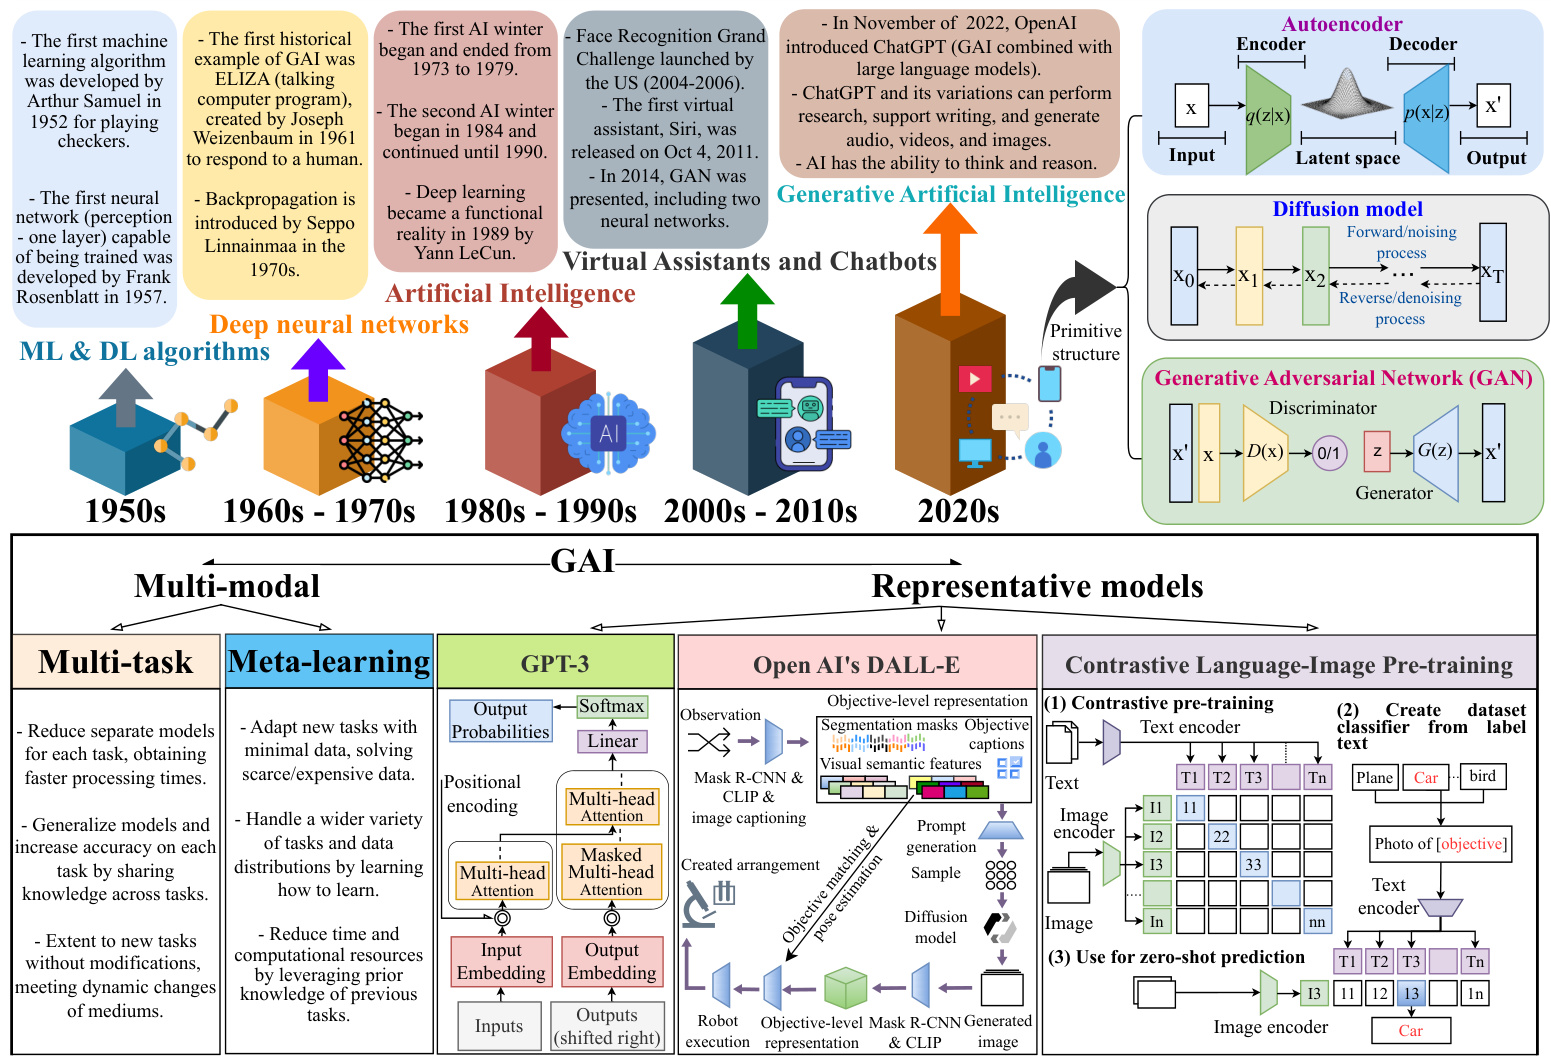 - The first machine
learning algorithm
was developed by
Arthur Samuel in
1952 for playing
checkers.
- The first neural
network (perception
- one layer) capable
of being trained was
developed by Frank
Rosenblatt in 1957.
ML & DL algorithms
1950s
- The first historical
example of GAI was
ELIZA (talking
computer program),
created by Joseph
Weizenbaum in 1961
to respond to a human.
- Backpropagation is
introduced by Seppo
Linnainmaa in the
1970s.
Deep neural networks
1960s - 1970s
- The first AI winter
began and ended from
1973 to 1979.
- The second AI winter
began in 1984 and
continued until 1990.
- Deep learning
became a functional
reality in 1989 by
Yann LeCun.
Artificial Intelligence
AI
1980s - 1990s
- Face Recognition Grand
Challenge launched by
the US (2004-2006).
- The first virtual
assistant, Siri, was
released on Oct 4, 2011.
- In 2014, GAN was
presented, including two
neural networks.
Virtual Assistants and Chatbots
2000s - 2010s
- In November of 2022, OpenAI
introduced ChatGPT (GAI combined with
large language models).
- ChatGPT and its variations can perform
research, support writing, and generate
audio, videos, and images.
- AI has the ability to think and reason.
Generative Artificial Intelligence
2020s
Primitive
structure
Autoencoder
Encoder
Decoder
x
q(z|x)
p(x|z)
x'
Input
Latent space
Output
Diffusion model
Forward/noising
process
x0
x1
x2
...
xT
Reverse/denoising
process
Generative Adversarial Network (GAN)
Discriminator
x'
x
D(x)
0/1
z
G(z)
x'
Generator
GAI
Multi-modal
Representative models
Multi-task
- Reduce separate models
for each task, obtaining
faster processing times.
- Generalize models and
increase accuracy on each
task by sharing
knowledge across tasks.
- Extent to new tasks
without modifications,
meeting dynamic changes
of mediums.
Meta-learning
- Adapt new tasks with
minimal data, solving
scarce/expensive data.
- Handle a wider variety
of tasks and data
distributions by learning
how to learn.
- Reduce time and
computational resources
by leveraging prior
knowledge of previous
tasks.
GPT-3
Output
Probabilities
Softmax
Linear
Positional
encoding
Multi-head
Attention
Multi-head
Attention
Masked
Multi-head
Attention
Input
Embedding
Output
Embedding
Inputs
Outputs
(shifted right)
Open AI's DALL-E
Objective-level representation
Observation
Segmentation masks
Objective
captions
Visual semantic features
Mask R-CNN &
CLIP &
image captioning
Prompt
generation
Objective matching &
pose estimation
Created arrangement
Sample
Diffusion
model
Robot
execution
Objective-level
representation
Mask R-CNN
& CLIP
Generated
image
Contrastive Language-Image Pre-training
(1) Contrastive pre-training
Text encoder
Text
T1
T2
T3
Tn
Image
encoder
I1
11
I2
22
I3
33
In
nn
Image
(2) Create dataset
classifier from label
text
Plane
Car
...
bird
Photo of [objective]
Text
encoder
(3) Use for zero-shot prediction
T1
T2
T3
Tn
I3
11
12
13
1n
Image encoder
Car